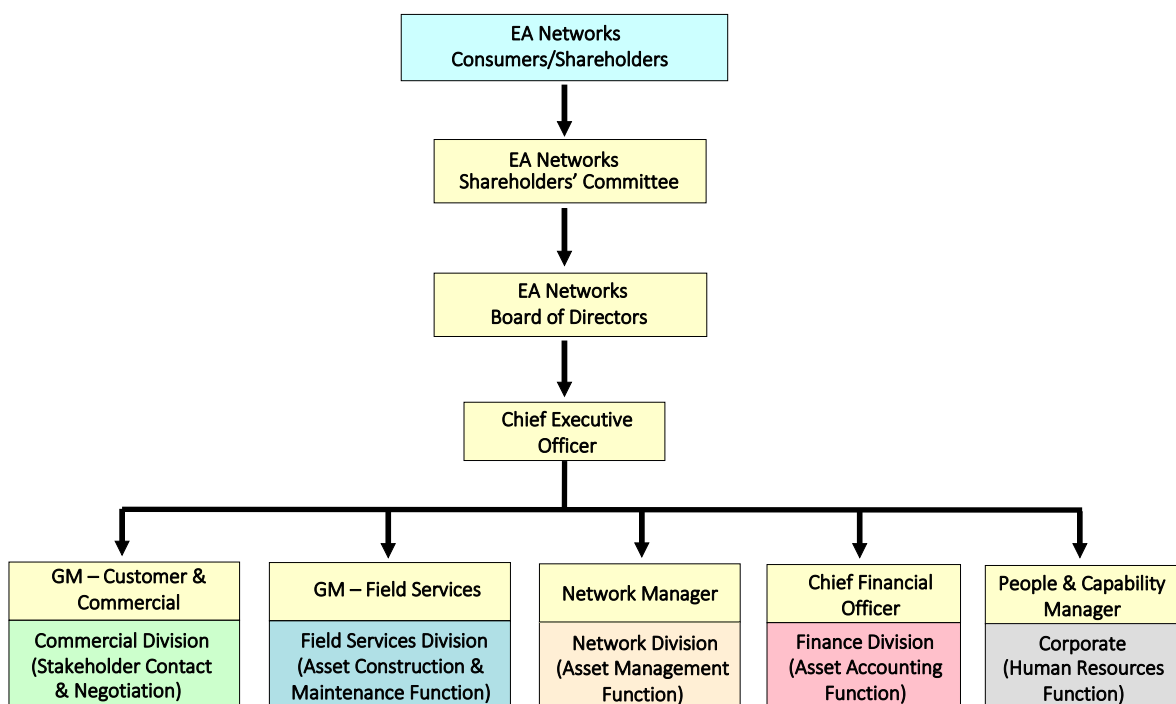 EA Networks
Consumers/Shareholders
EA Networks
Shareholders’ Committee
EA Networks
Board of Directors
Chief Executive
Officer
GM – Customer &
Commercial
Commercial Division
(Stakeholder Contact
& Negotiation)
GM – Field Services
Field Services Division
(Asset Construction &
Maintenance Function)
Network Manager
Network Division
(Asset Management
Function)
Chief Financial
Officer
Finance Division
(Asset Accounting
Function)
People & Capability
Manager
Corporate
(Human Resources
Function)